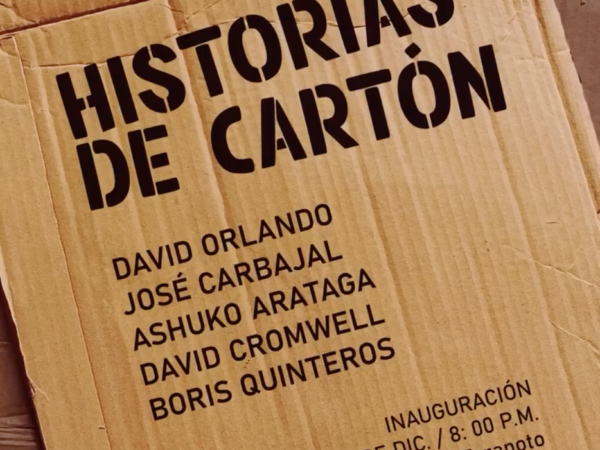 HISTORIAS
DE CARTÓN
DAVID ORLANDO
JOSÉ CARBAJAL
ASHUKO ARATAGA
DAVID CROMWELL
BORIS QUINTEROS
INAUGURACIÓN
DIC. / 8: 00 P.M.